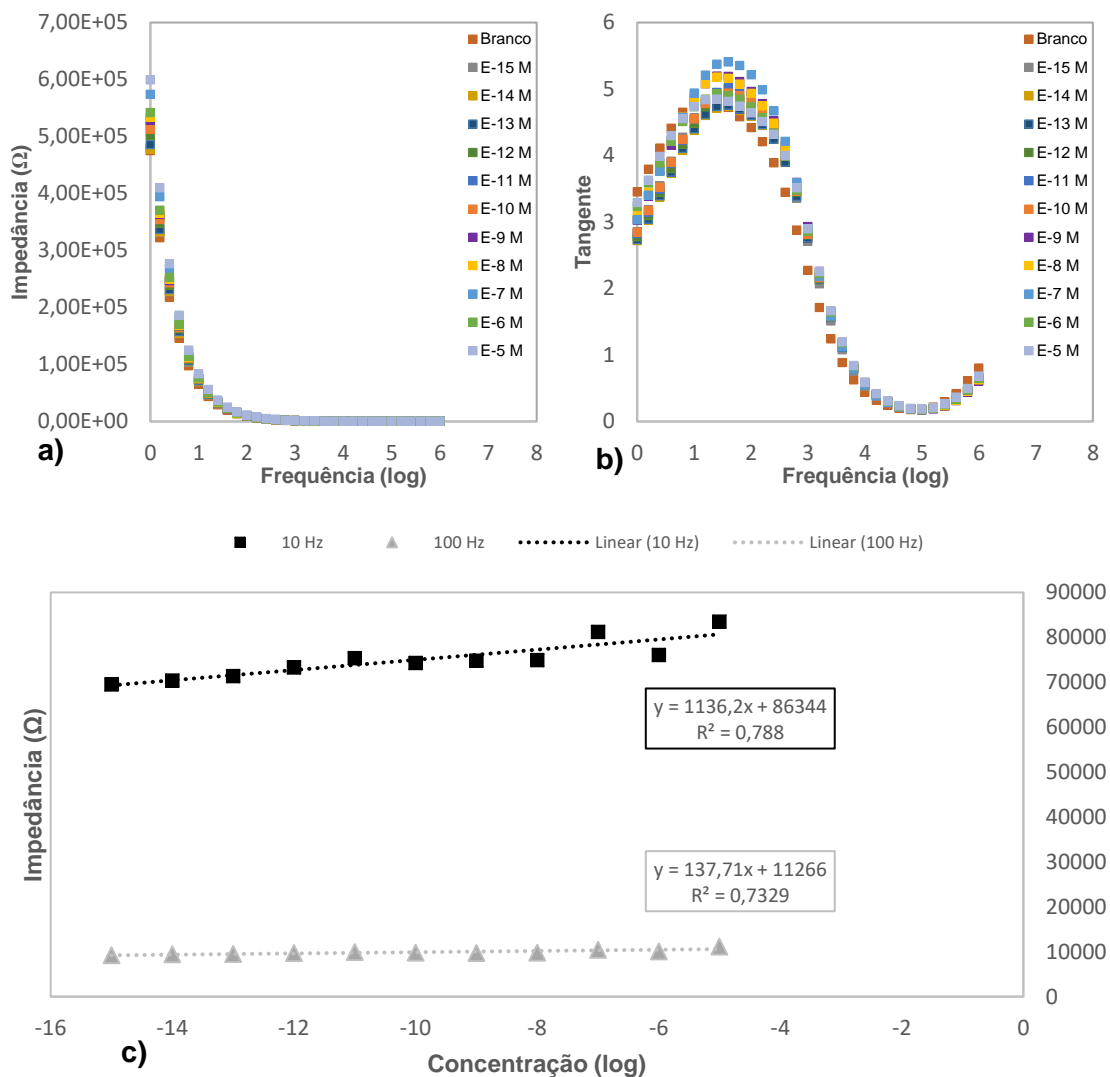 7,00E+05
6,00E+05
5,00E+05
4,00E+05
3,00E+05
2,00E+05
1,00E+05
0,00E+00
Impedância (Ω)
0 1 2 3 4 5 6 7 8
Frequência (log)
Branco
E-15 M
E-14 M
E-13 M
E-12 M
E-11 M
E-10 M
E-9 M
E-8 M
E-7 M
E-6 M
E-5 M
a)
6
5
4
3
2
1
0
Tangente
0 1 2 3 4 5 6 7 8
Frequência (log)
Branco
E-15 M
E-14 M
E-13 M
E-12 M
E-11 M
E-10 M
E-9 M
E-8 M
E-7 M
E-6 M
E-5 M
b)
10 Hz 100 Hz Linear (10 Hz) Linear (100 Hz)
90000
80000
70000
60000
50000
40000
30000
20000
10000
0
Impedância (Ω)
y = 1136,2x + 86344
R² = 0,788
y = 137,71x + 11266
R² = 0,7329
-16 -14 -12 -10 -8 -6 -4 -2 0
Concentração (log)
c)